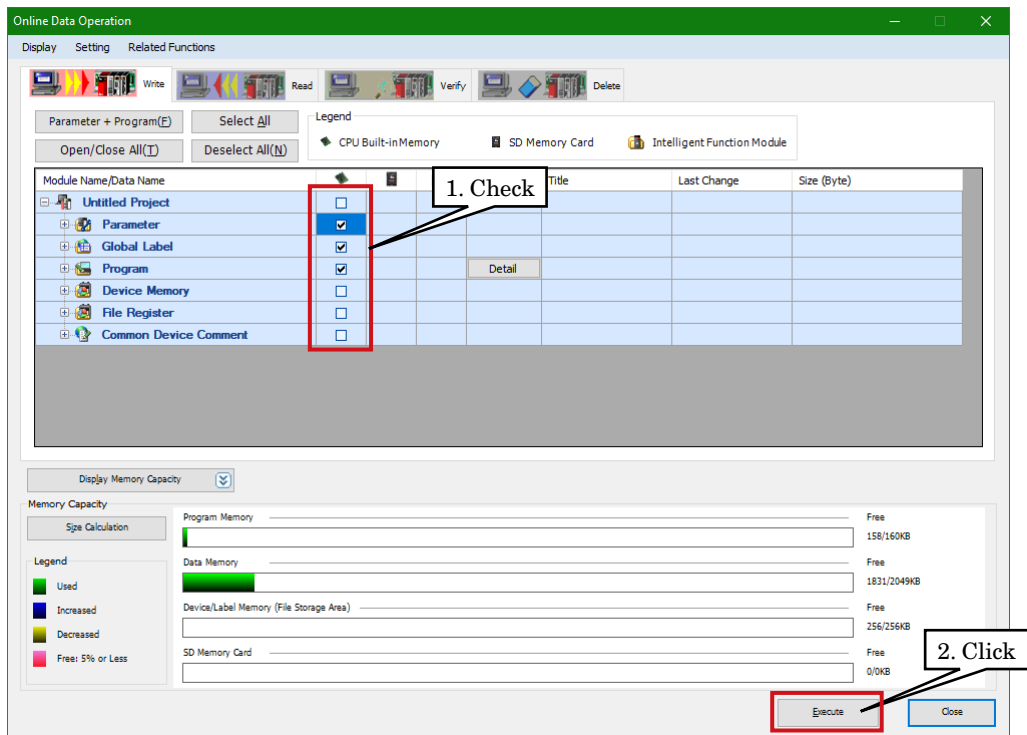 Online Data Operation
Display Setting Related Functions
Write Read Verify Delete
Parameter + Program(F) Select All
Legend
CPU Built-in Memory SD Memory Card Intelligent Function Module
Open/Close All(T) Deselect All(N)
Module Name/Data Name Title Last Change Size (Byte)
1. Check
Untitled Project
Parameter
Global Label
Program Detail
Device Memory
File Register
Common Device Comment
Display Memory Capacity
Memory Capacity
Size Calculation
Program Memory Free
158/160KB
Legend
Data Memory Free
Used 1831/2049KB
Increased
Device/Label Memory (File Storage Area) Free
256/256KB
Decreased
SD Memory Card Free
Free: 5% or Less
0/0KB
2. Click
Execute Close